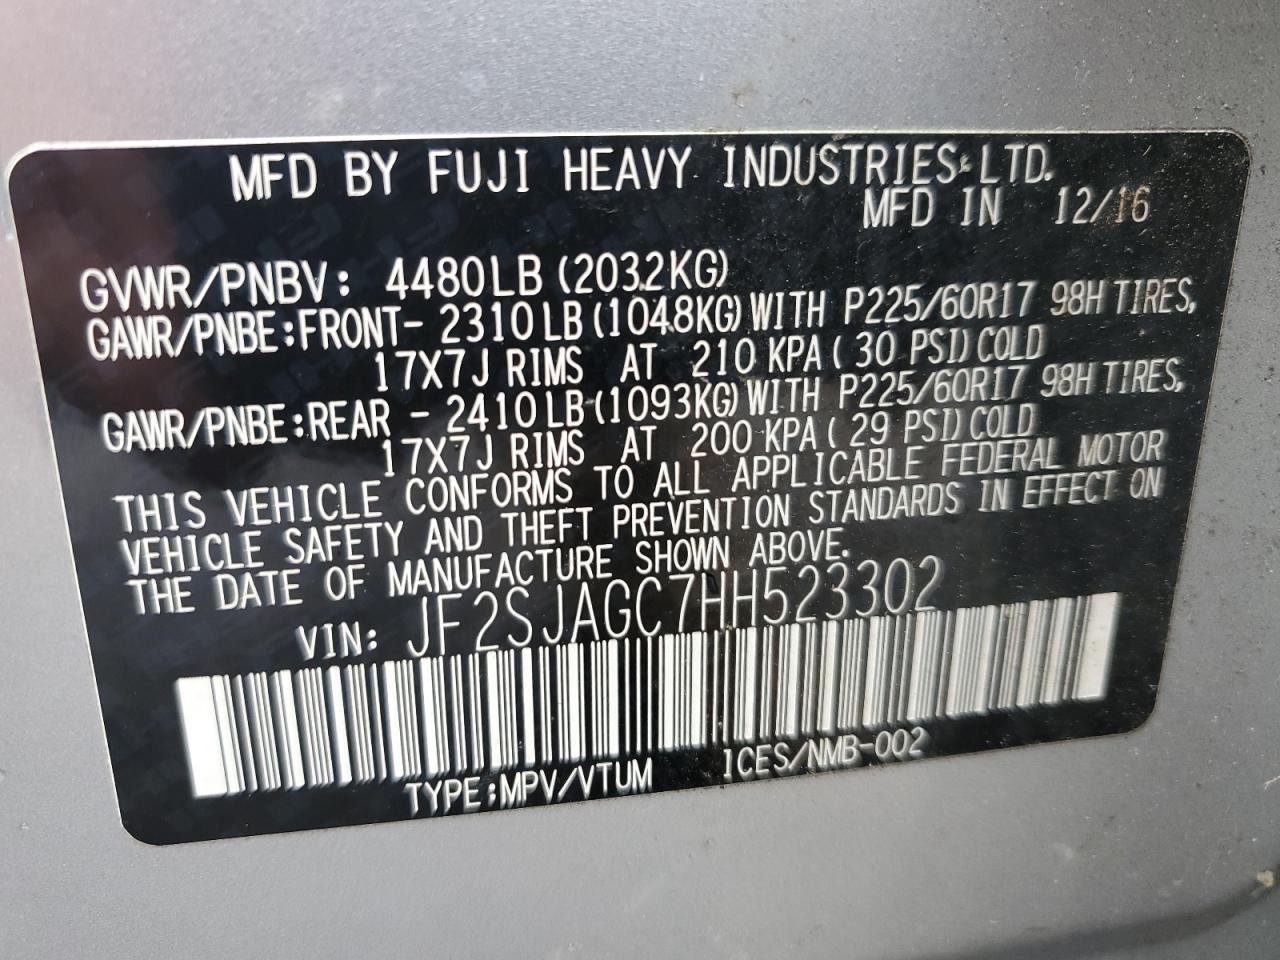 MFD BY FUJI HEAVY INDUSTRIES LTD.
MFD IN 12/16
GVWR/PNBV: 4480LB (2032KG)
GAWR/PNBE:FRONT- 2310LB (1048KG) WITH P225/60R17 98H TIRES,
17X7J RIMS AT 210 KPA ( 30 PSI) COLD
GAWR/PNBE:REAR - 2410LB (1093KG) WITH P225/60R17 98H TIRES,
17X7J RIMS AT 200 KPA ( 29 PSI) COLD
THIS VEHICLE CONFORMS TO ALL APPLICABLE FEDERAL MOTOR
VEHICLE SAFETY AND THEFT PREVENTION STANDARDS IN EFFECT ON
THE DATE OF MANUFACTURE SHOWN ABOVE.
VIN: JF2SJAGC7HH523302
TYPE:MPV/VTUM ICES/NMB-002